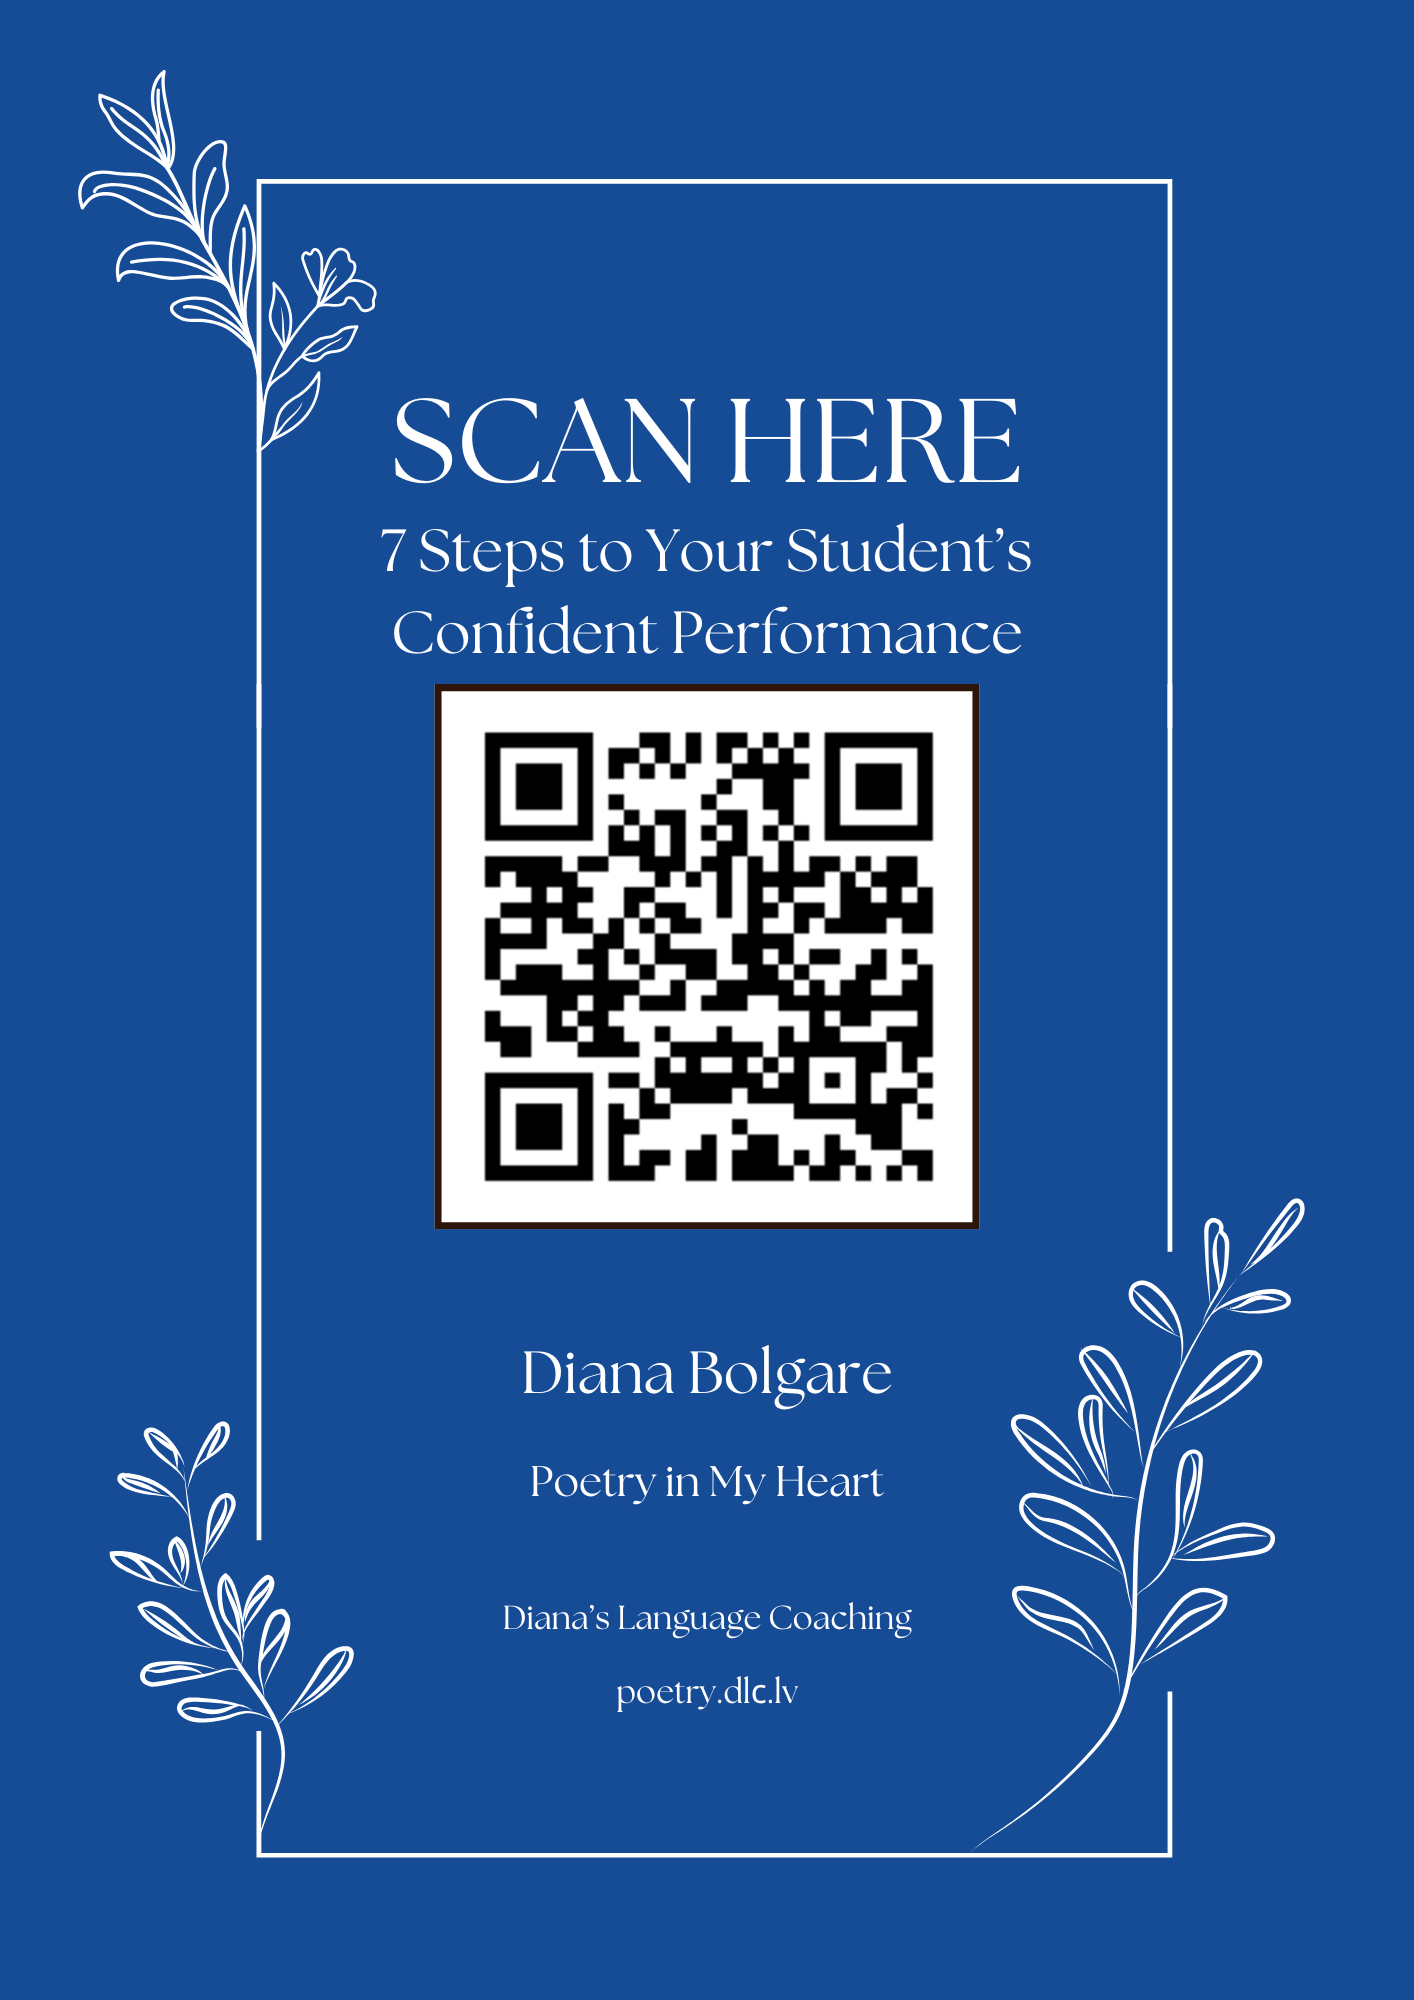 SCAN HERE
7 Steps to Your Student’s
Confident Performance
Diana Bolgare
Poetry in My Heart
Diana’s Language Coaching
poetry.dlc.lv